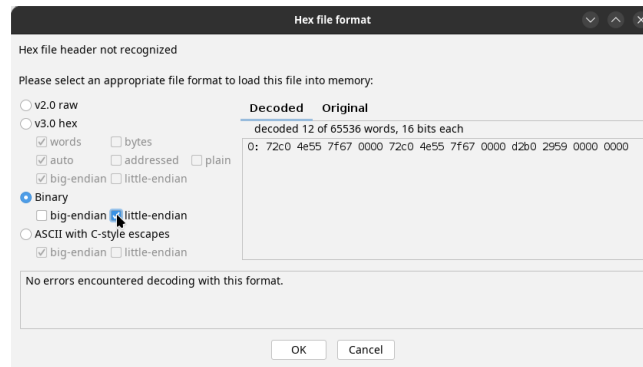 Hex file format
Hex file header not recognized
Please select an appropriate file format to load this file into memory:
v2.0 raw
v3.0 hex
words bytes
auto addressed plain
big-endian little-endian
Binary
big-endian little-endian
ASCII with C-style escapes
big-endian little-endian
Decoded Original
decoded 12 of 65536 words, 16 bits each
0: 72c0 4e55 7f67 0000 72c0 4e55 7f67 0000 d2b0 2959 0000 0000
No errors encountered decoding with this format.
OK Cancel